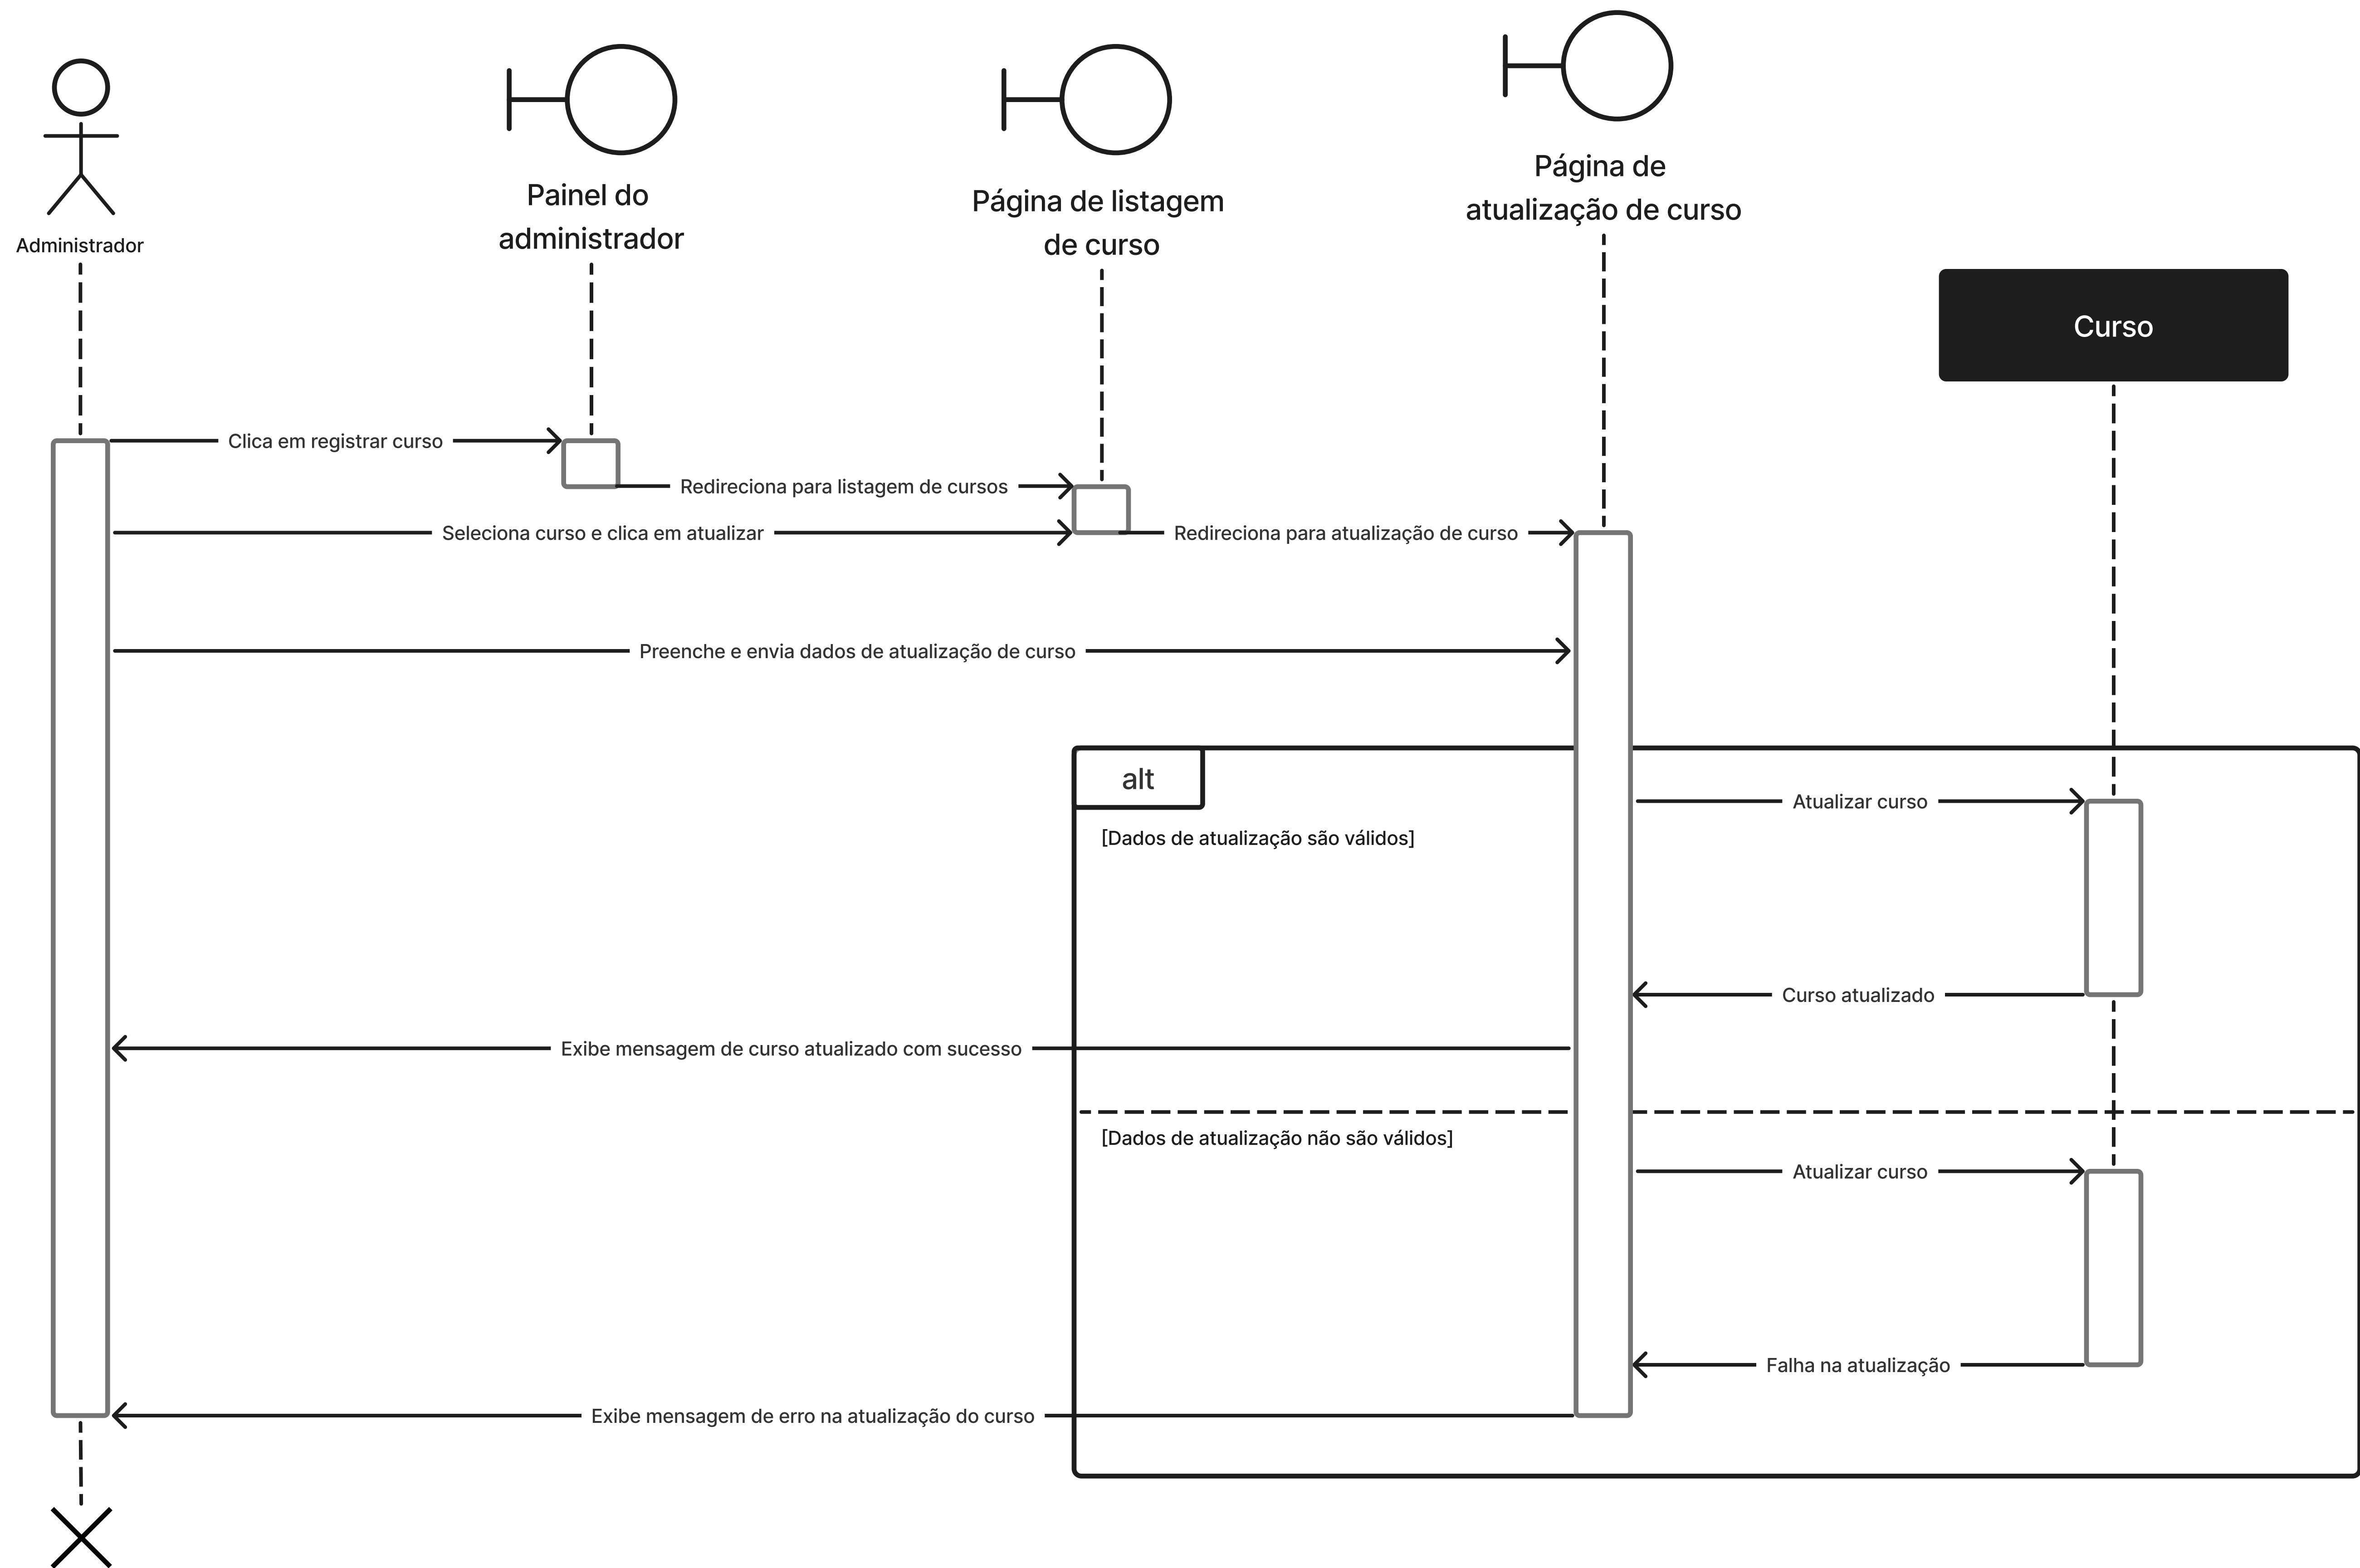 Administrador
Painel do
administrador
Página de listagem
de curso
Página de
atualização de curso
Curso
Clica em registrar curso
Redireciona para listagem de cursos
Seleciona curso e clica em atualizar
Redireciona para atualização de curso
Preenche e envia dados de atualização de curso
alt
Atualizar curso
[Dados de atualização são válidos]
Curso atualizado
Exibe mensagem de curso atualizado com sucesso
[Dados de atualização não são válidos]
Atualizar curso
Falha na atualização
Exibe mensagem de erro na atualização do curso